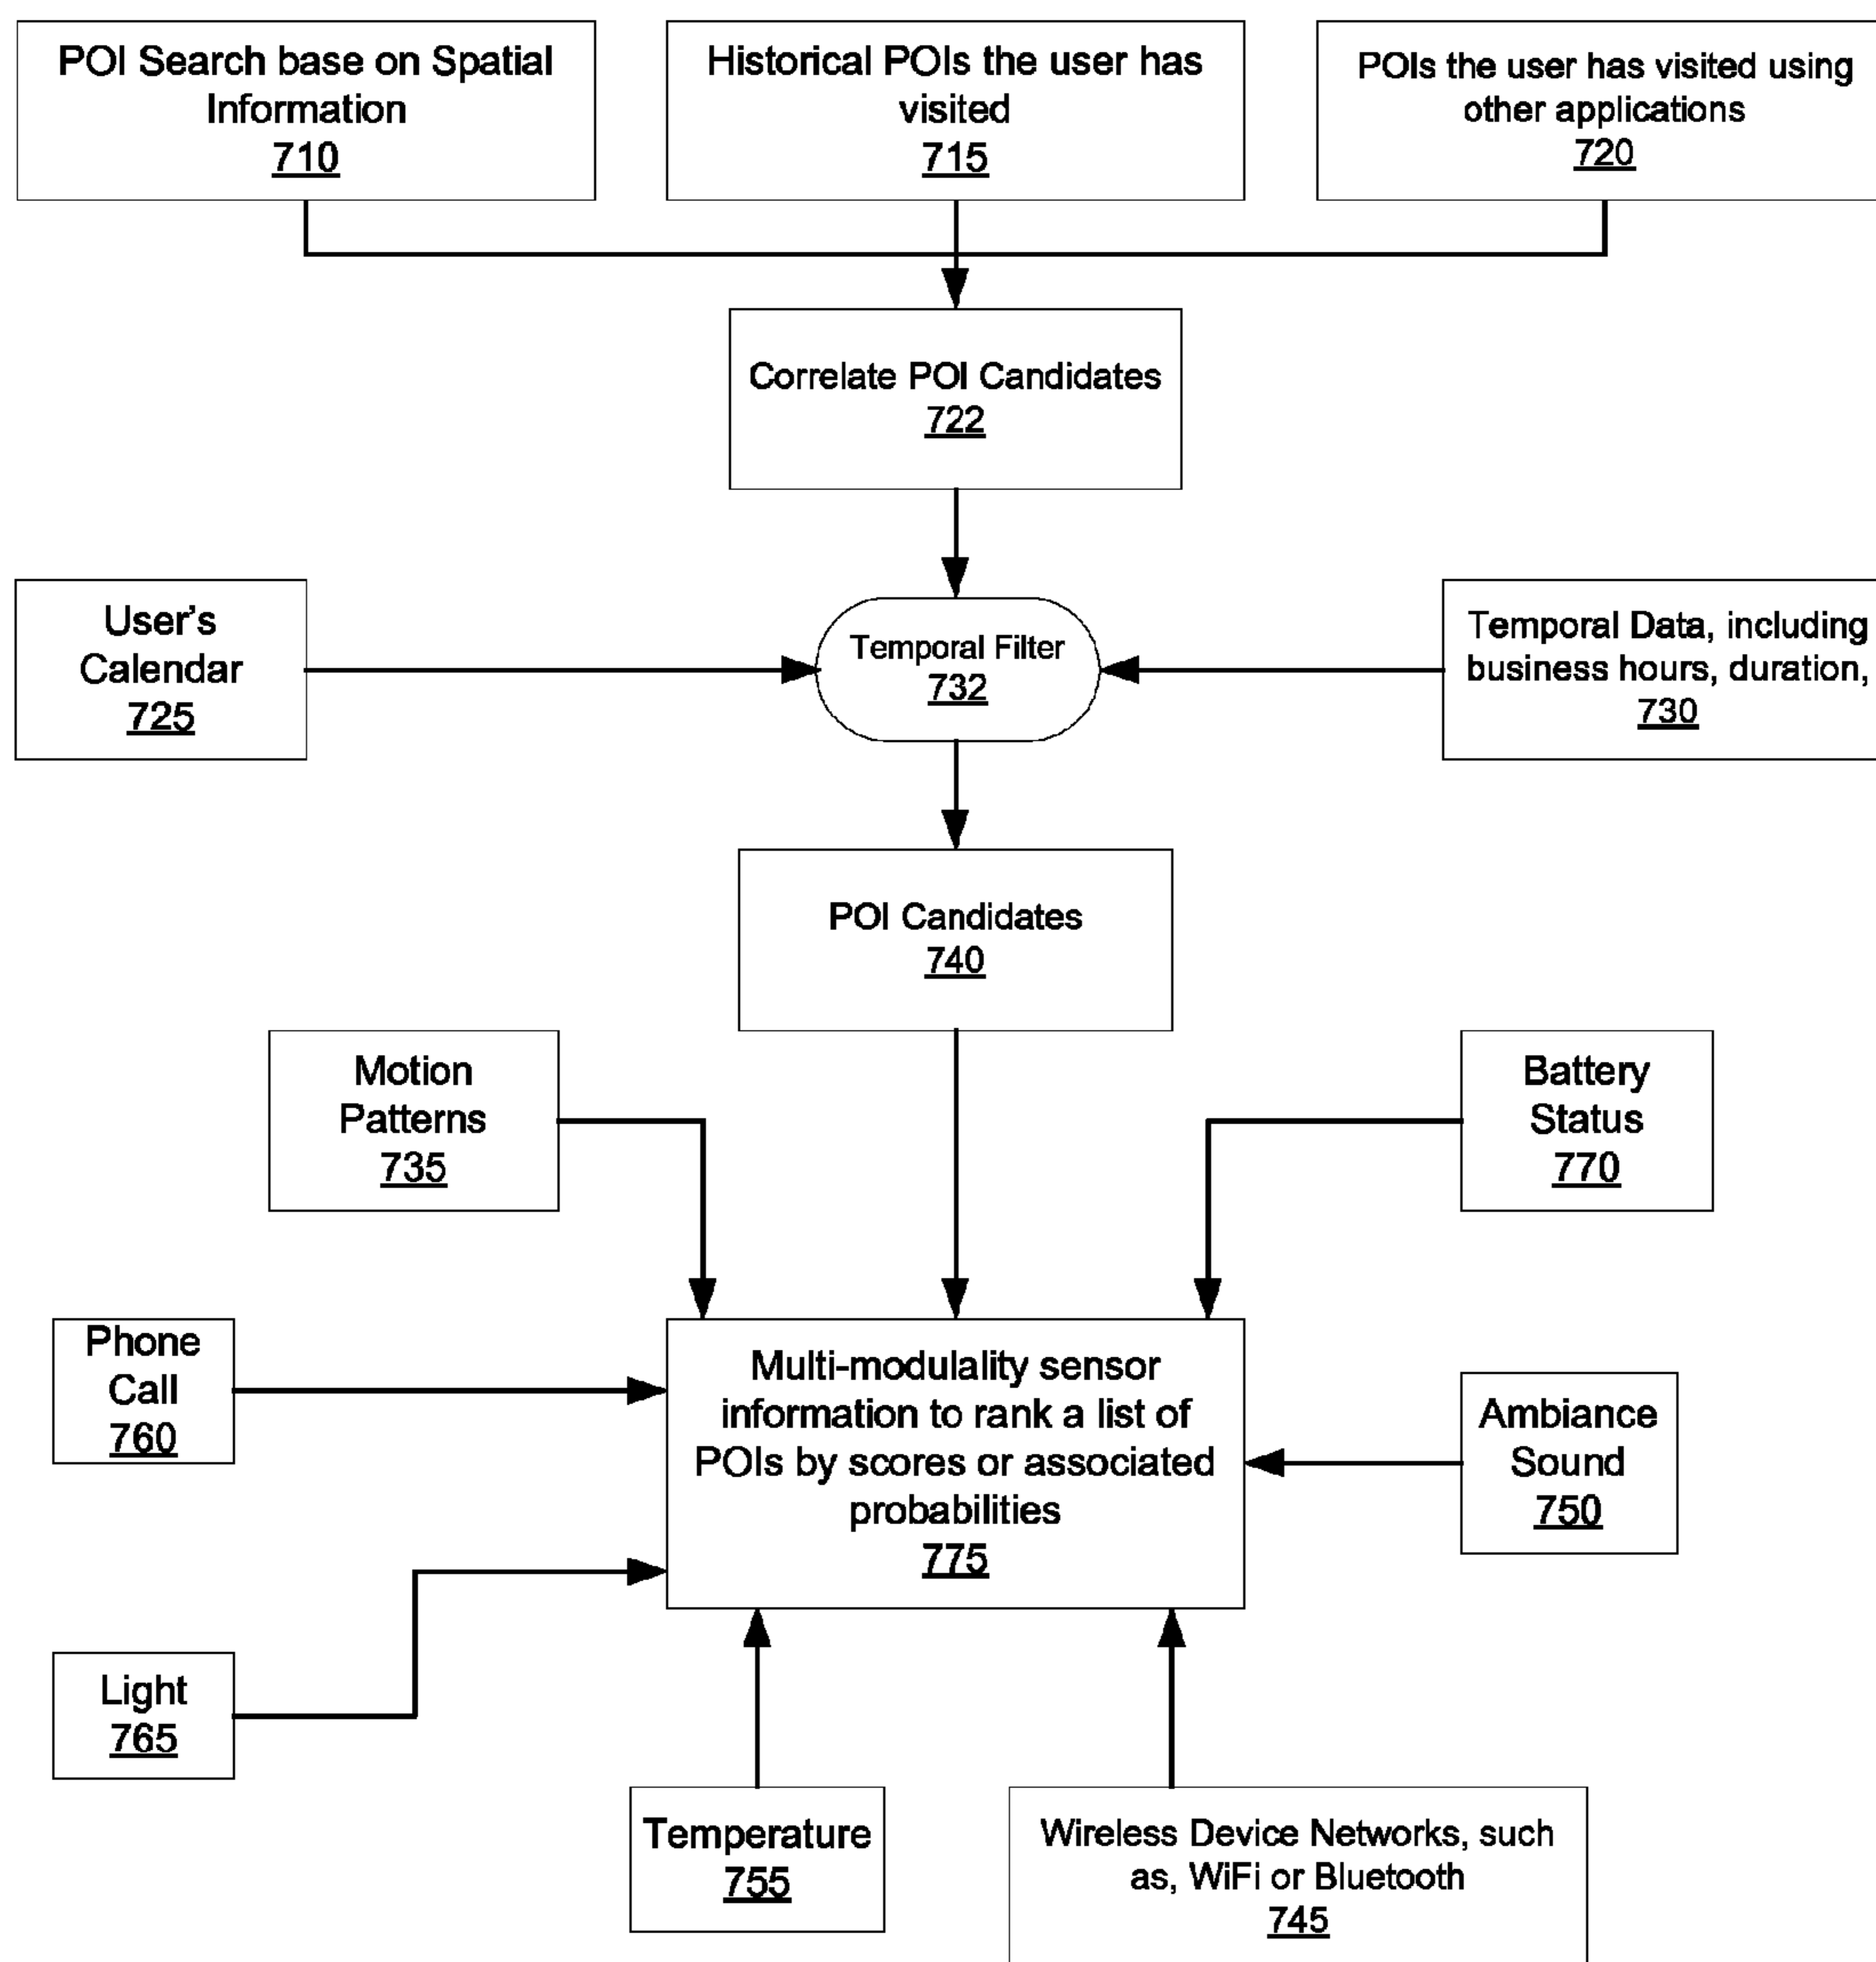 POI Search base on Spatial
Information
710
Historical POIs the user has
visited
715
POIs the user has visited using
other applications
720
Correlate POI Candidates
722
User's
Calendar
725
Temporal Filter
732
Temporal Data, including
business hours, duration,
730
POI Candidates
740
Motion
Patterns
735
Battery
Status
770
Phone
Call
760
Multi-modulality sensor
information to rank a list of
POIs by scores or associated
probabilities
775
Ambiance
Sound
750
Light
765
Temperature
755
Wireless Device Networks, such
as, WiFi or Bluetooth
745